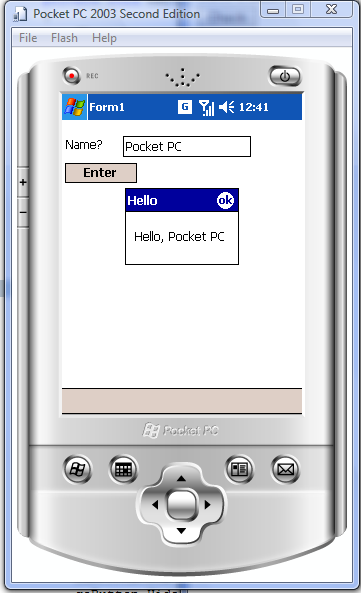 Pocket PC 2003 Second Edition
File Flash Help
REC
Form1 G 12:41
Name? Pocket PC
Enter
Hello ok
Hello, Pocket PC
Pocket PC